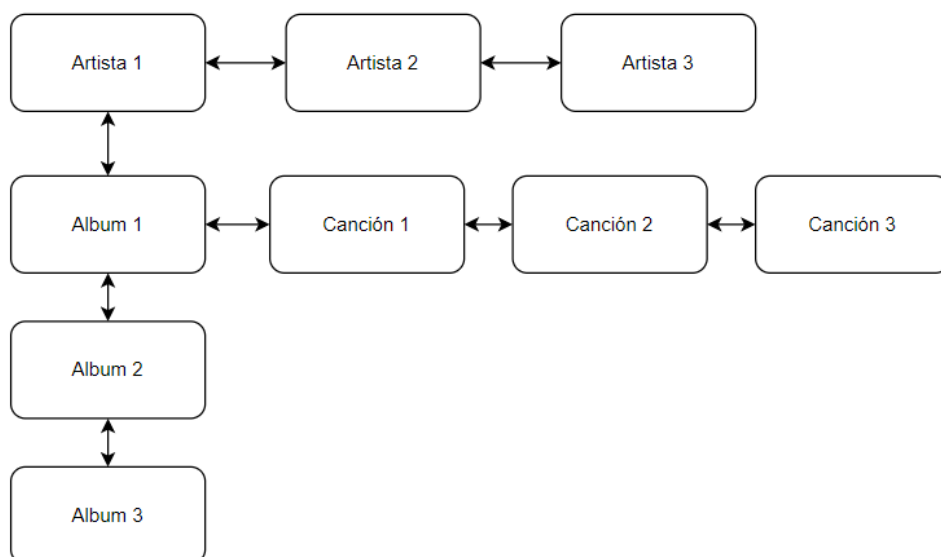 Artista 1
Artista 2
Artista 3
Album 1
Canción 1
Canción 2
Canción 3
Album 2
Album 3